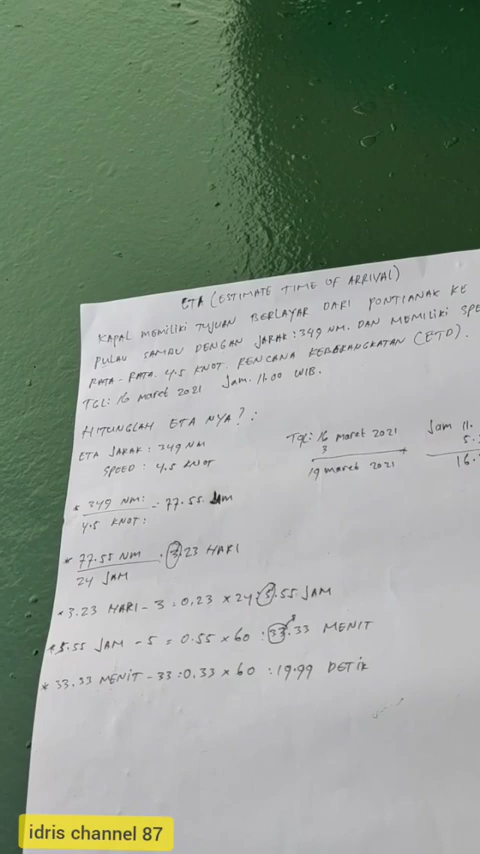 ETA (ESTIMATE TIME OF ARRIVAL)
KAPAL MEMILIKI TUJUAN BERLAYAR DARI PONTIANAK KE
PULAU SAMBU DENGAN JARAK : 349 NM. DAN MEMILIKI SPE
RATA-RATA. 4.5 KNOT. RENCANA KEBERANGKATAN (ETD).
TGL: 16 maret 2021 Jam. 11.00 WIB.
HITUNGLAH ETA NYA? :
ETA JARAK : 349 NM
SPEED : 4.5 KNOT
TGL: 16 maret 2021
3 +
19 maret 2021
Jam 11.
5.
16.
* 349 NM: = 77.55. Jam
4.5 KNOT:
* 77.55 NM : 3.23 HARI
24 JAM
* 3.23 HARI - 3 = 0.23 x 24 : 5.55 JAM
* 5.55 JAM - 5 = 0.55 x 60 : 33.33 MENIT
* 33.33 MENIT - 33 : 0.33 x 60 : 19.99 DETIK
idris channel 87